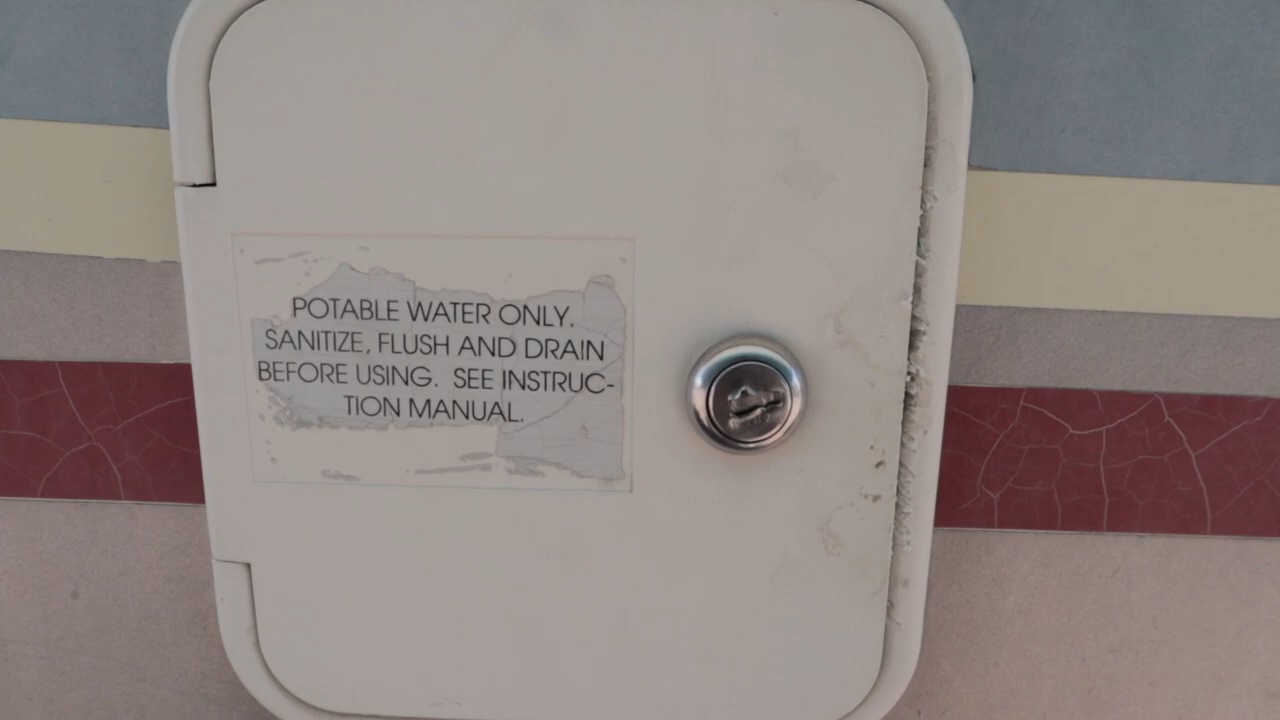 POTABLE WATER ONLY.
SANITIZE, FLUSH AND DRAIN
BEFORE USING. SEE INSTRUC-
TION MANUAL.